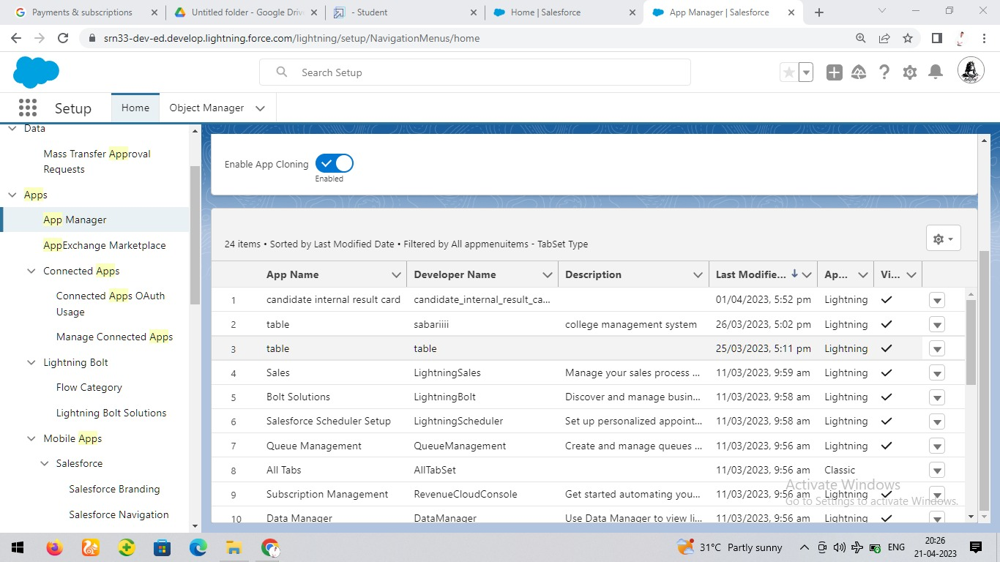 Payments & subscriptions
Untitled folder - Google Driv
- Student
Home | Salesforce
App Manager | Salesforce
srn33-dev-ed.develop.lightning.force.com/lightning/setup/NavigationMenus/home
Search Setup
Setup
Home
Object Manager
Data
Mass Transfer Approval
Requests
Apps
App Manager
AppExchange Marketplace
Connected Apps
Connected Apps OAuth
Usage
Manage Connected Apps
Lightning Bolt
Flow Category
Lightning Bolt Solutions
Mobile Apps
Salesforce
Salesforce Branding
Salesforce Navigation
Enable App Cloning
Enabled
24 items • Sorted by Last Modified Date • Filtered by All appmenuitems - TabSet Type
App Name Developer Name Description Last Modifie... Ap... Vi...
1 candidate internal result card candidate_internal_result_ca... 01/04/2023, 5:52 pm Lightning
2 table sabariiii college management system 26/03/2023, 5:02 pm Lightning
3 table table 25/03/2023, 5:11 pm Lightning
4 Sales LightningSales Manage your sales process ... 11/03/2023, 9:59 am Lightning
5 Bolt Solutions LightningBolt Discover and manage busin... 11/03/2023, 9:58 am Lightning
6 Salesforce Scheduler Setup LightningScheduler Set up personalized appoint... 11/03/2023, 9:58 am Lightning
7 Queue Management QueueManagement Create and manage queues ... 11/03/2023, 9:56 am Lightning
8 All Tabs AllTabSet 11/03/2023, 9:56 am Classic
9 Subscription Management RevenueCloudConsole Get started automating you... 11/03/2023, 9:56 am Lightning
10 Data Manager DataManager Use Data Manager to view li... 11/03/2023, 9:56 am Lightning
Activate Windows
Go to Settings to activate Windows.
31°C Partly sunny
ENG
20:26
21-04-2023